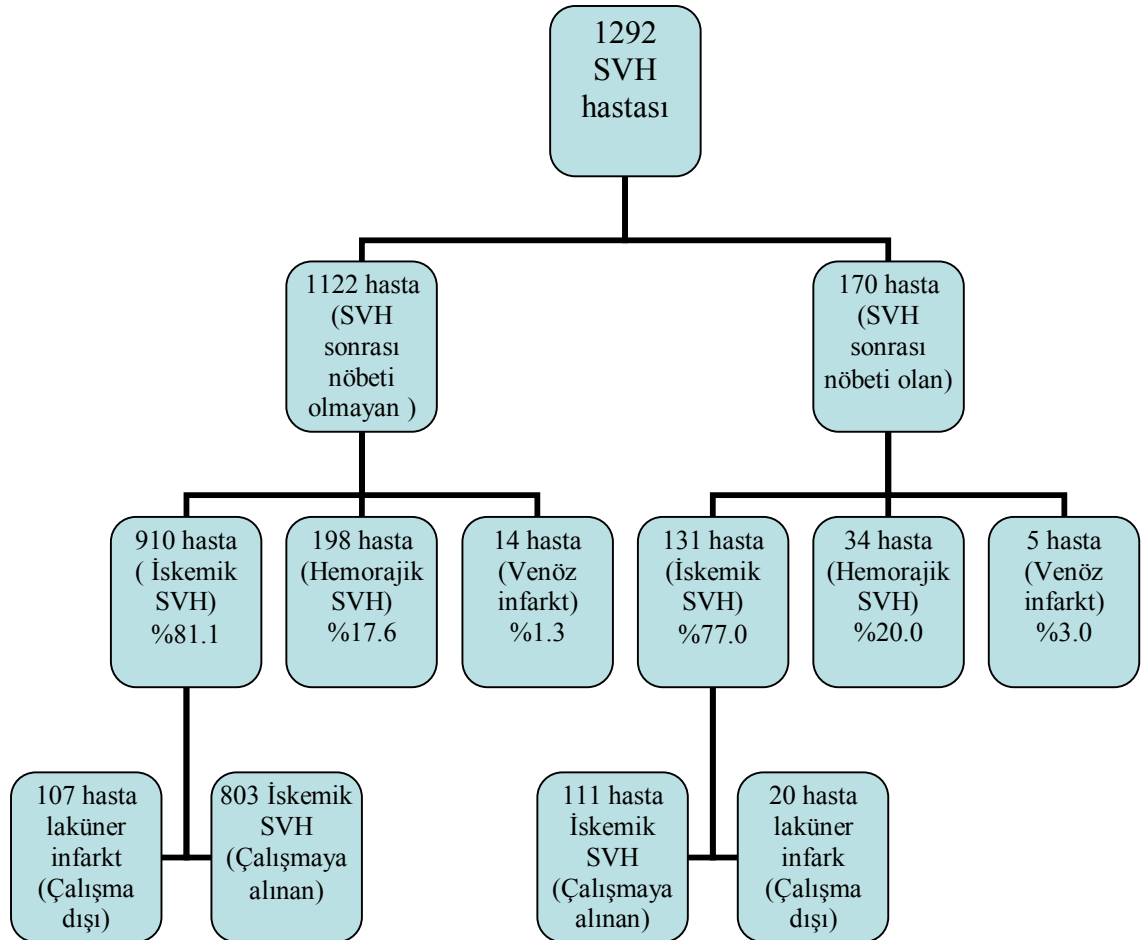 1292
SVH
hastası
1122 hasta
(SVH
sonrası
nöbeti
olmayan )
170 hasta
(SVH
sonrası
nöbeti olan)
910 hasta
( İskemik
SVH)
%81.1
198 hasta
(Hemorajik
SVH)
%17.6
14 hasta
(Venöz
infarkt)
%1.3
131 hasta
(İskemik
SVH)
%77.0
34 hasta
(Hemorajik
SVH)
%20.0
5 hasta
(Venöz
infarkt)
%3.0
107 hasta
laküner
infarkt
(Çalışma
dışı)
803 İskemik
SVH
(Çalışmaya
alınan)
111 hasta
İskemik
SVH
(Çalışmaya
alınan)
20 hasta
laküner
infark
(Çalışma
dışı)